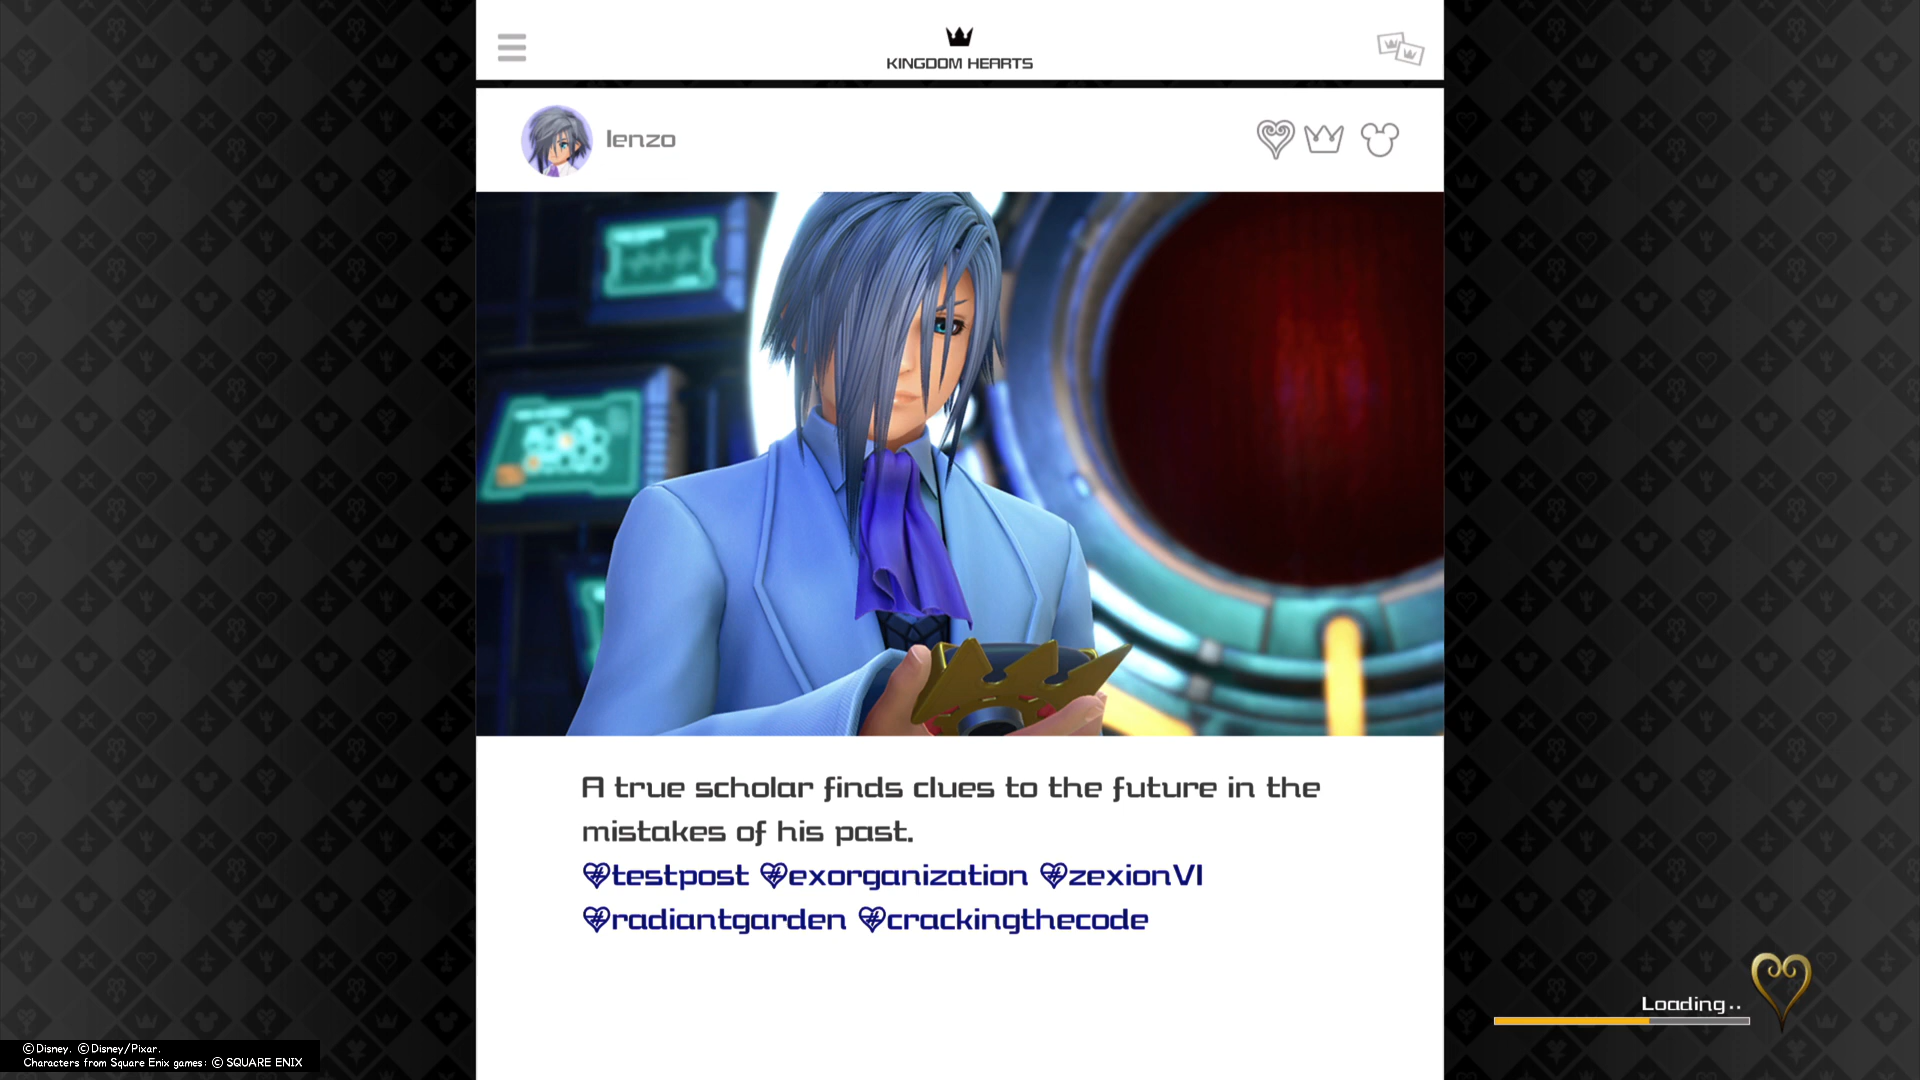 KINGDOM HEARTS
Ienzo
A true scholar finds clues to the future in the
mistakes of his past.
#testpost #exorganization #zexionVI
#radiantgarden #crackingthecode
Loading..
©Disney. ©Disney/Pixar.
Characters from Square Enix games: © SQUARE ENIX